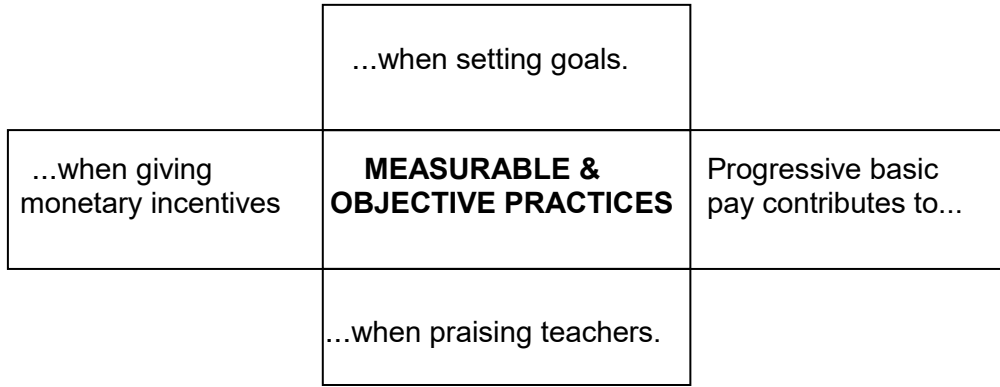 ...when setting goals.
...when giving
monetary incentives
MEASURABLE &
OBJECTIVE PRACTICES
Progressive basic
pay contributes to...
...when praising teachers.